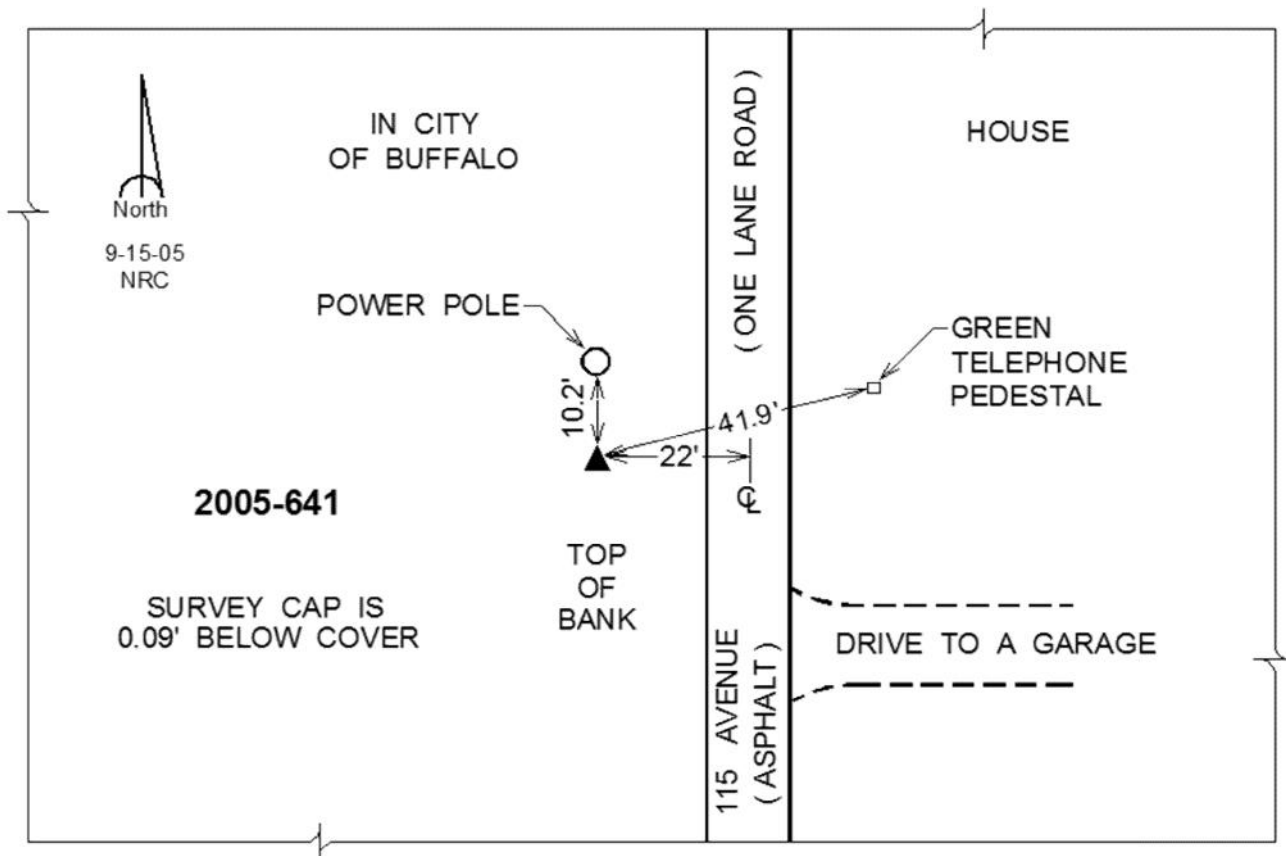 IN CITY
OF BUFFALO
HOUSE
North
9-15-05
NRC
(ONE LANE ROAD)
POWER POLE
GREEN
TELEPHONE
PEDESTAL
10.2'
41.9'
22'
℄
2005-641
TOP
OF
BANK
SURVEY CAP IS
0.09' BELOW COVER
115 AVENUE
(ASPHALT)
DRIVE TO A GARAGE